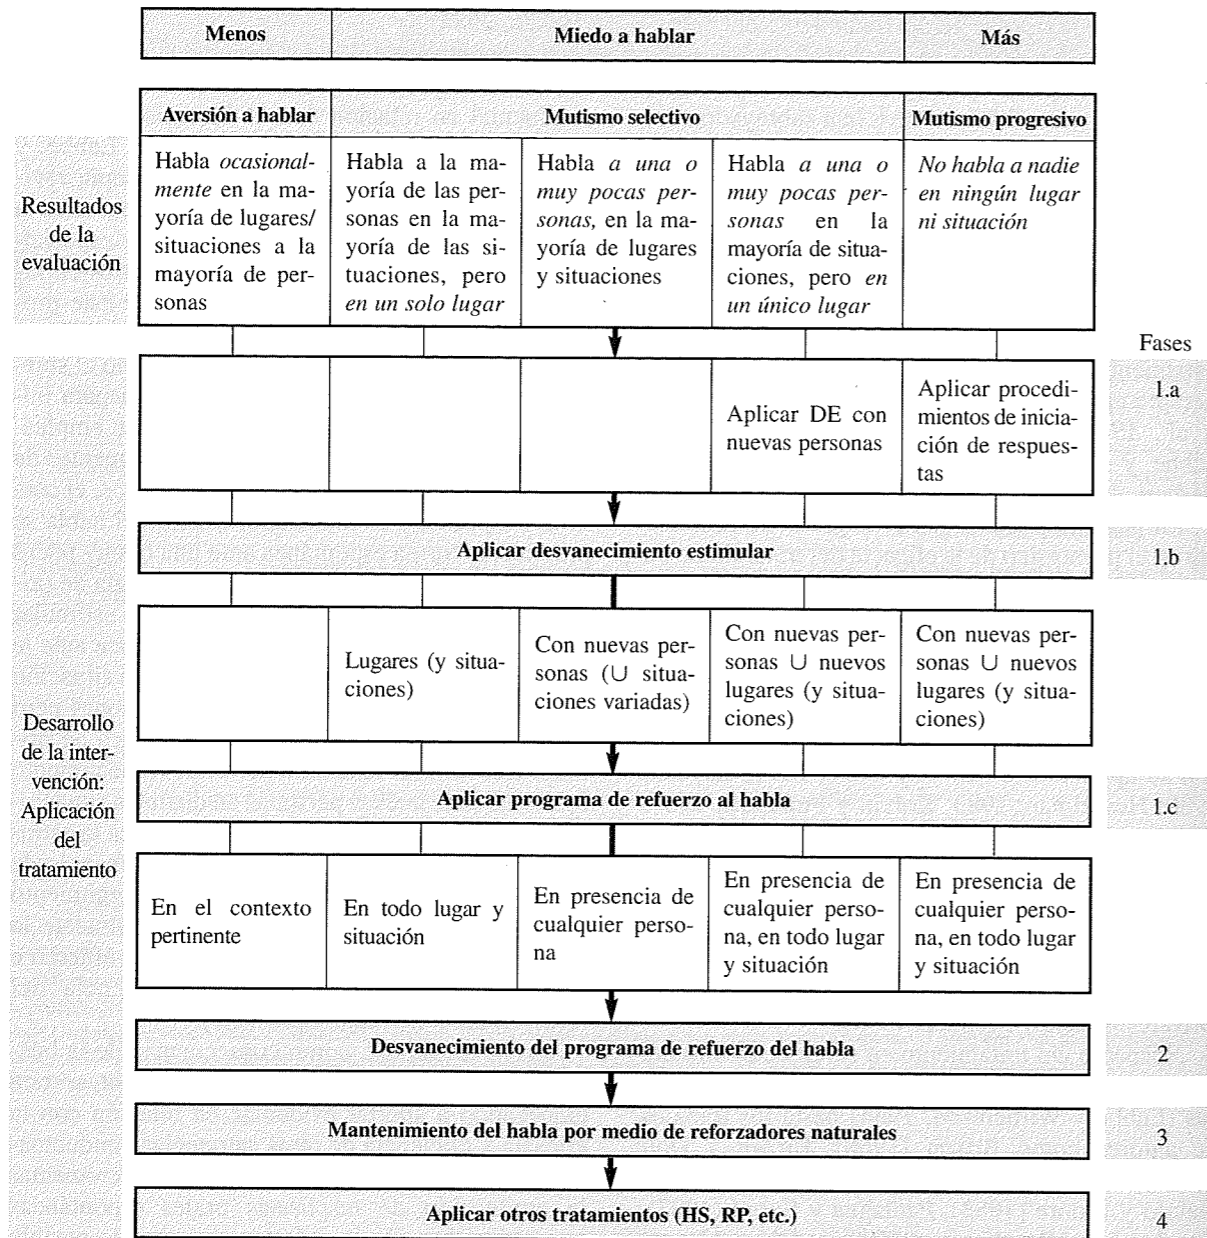 Menos
Miedo a hablar
Más
Aversión a hablar
Mutismo selectivo
Mutismo progresivo
Resultados
de la
evaluación
Habla ocasional-
mente en la ma-
yoría de lugares/
situaciones a la
mayoría de per-
sonas
Habla a la ma-
yoría de las per-
sonas en la ma-
yoría de las si-
tuaciones, pero
en un solo lugar
Habla a una o
muy pocas per-
sonas, en la ma-
yoría de lugares
y situaciones
Habla a una o
muy pocas per-
sonas en la
mayoría de situa-
ciones, pero en
un único lugar
No habla a nadie
en ningún lugar
ni situación
Fases
Desarrollo
de la inter-
vención:
Aplicación
del
tratamiento
Aplicar DE con
nuevas personas
Aplicar procedi-
mientos de inicia-
ción de respues-
tas
1.a
Aplicar desvanecimiento estimular
1.b
Lugares (y situa-
ciones)
Con nuevas per-
sonas (U situa-
ciones variadas)
Con nuevas per-
sonas U nuevos
lugares (y situa-
ciones)
Con nuevas per-
sonas U nuevos
lugares (y situa-
ciones)
Aplicar programa de refuerzo al habla
1.c
En el contexto
pertinente
En todo lugar y
situación
En presencia de
cualquier perso-
na
En presencia de
cualquier perso-
na, en todo lugar
y situación
En presencia de
cualquier perso-
na, en todo lugar
y situación
Desvanecimiento del programa de refuerzo del habla
2
Mantenimiento del habla por medio de reforzadores naturales
3
Aplicar otros tratamientos (HS, RP, etc.)
4